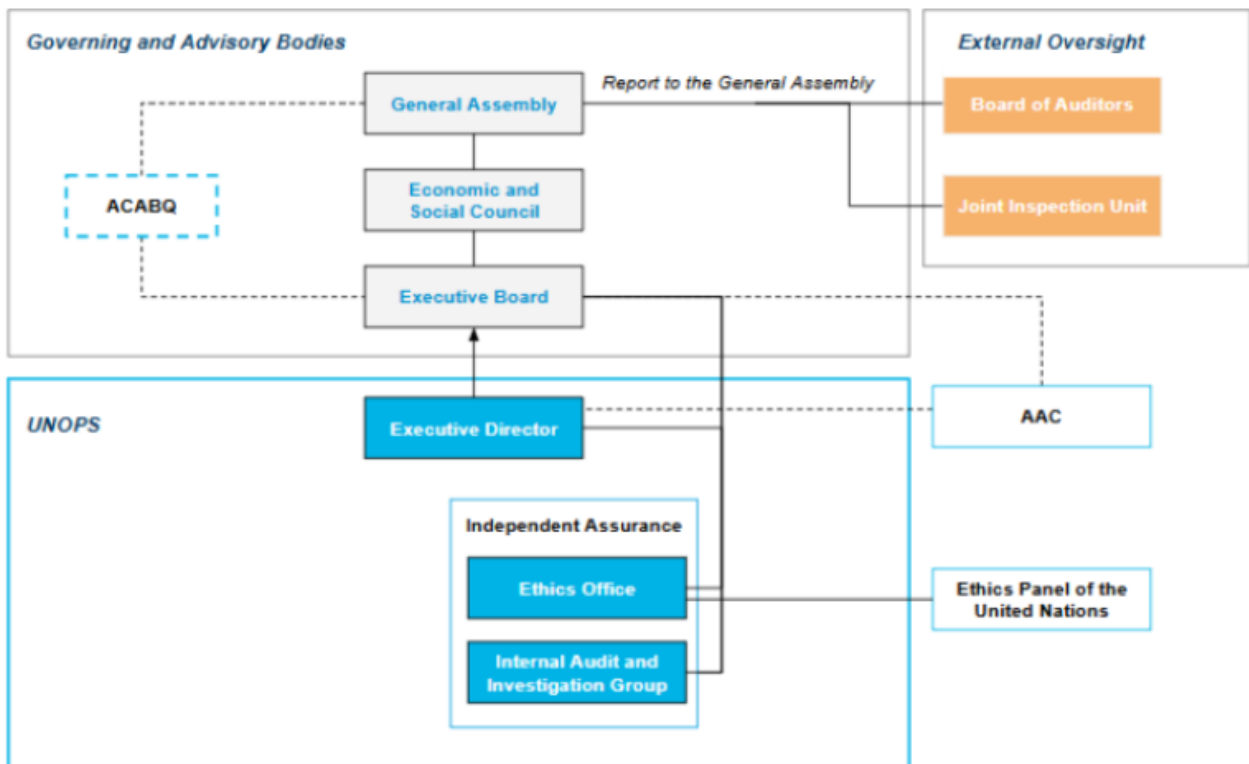 Governing and Advisory Bodies
External Oversight
General Assembly
Report to the General Assembly
Board of Auditors
ACABQ
Economic and
Social Council
Joint Inspection Unit
Executive Board
UNOPS
Executive Director
AAC
Independent Assurance
Ethics Office
Ethics Panel of the
United Nations
Internal Audit and
Investigation Group